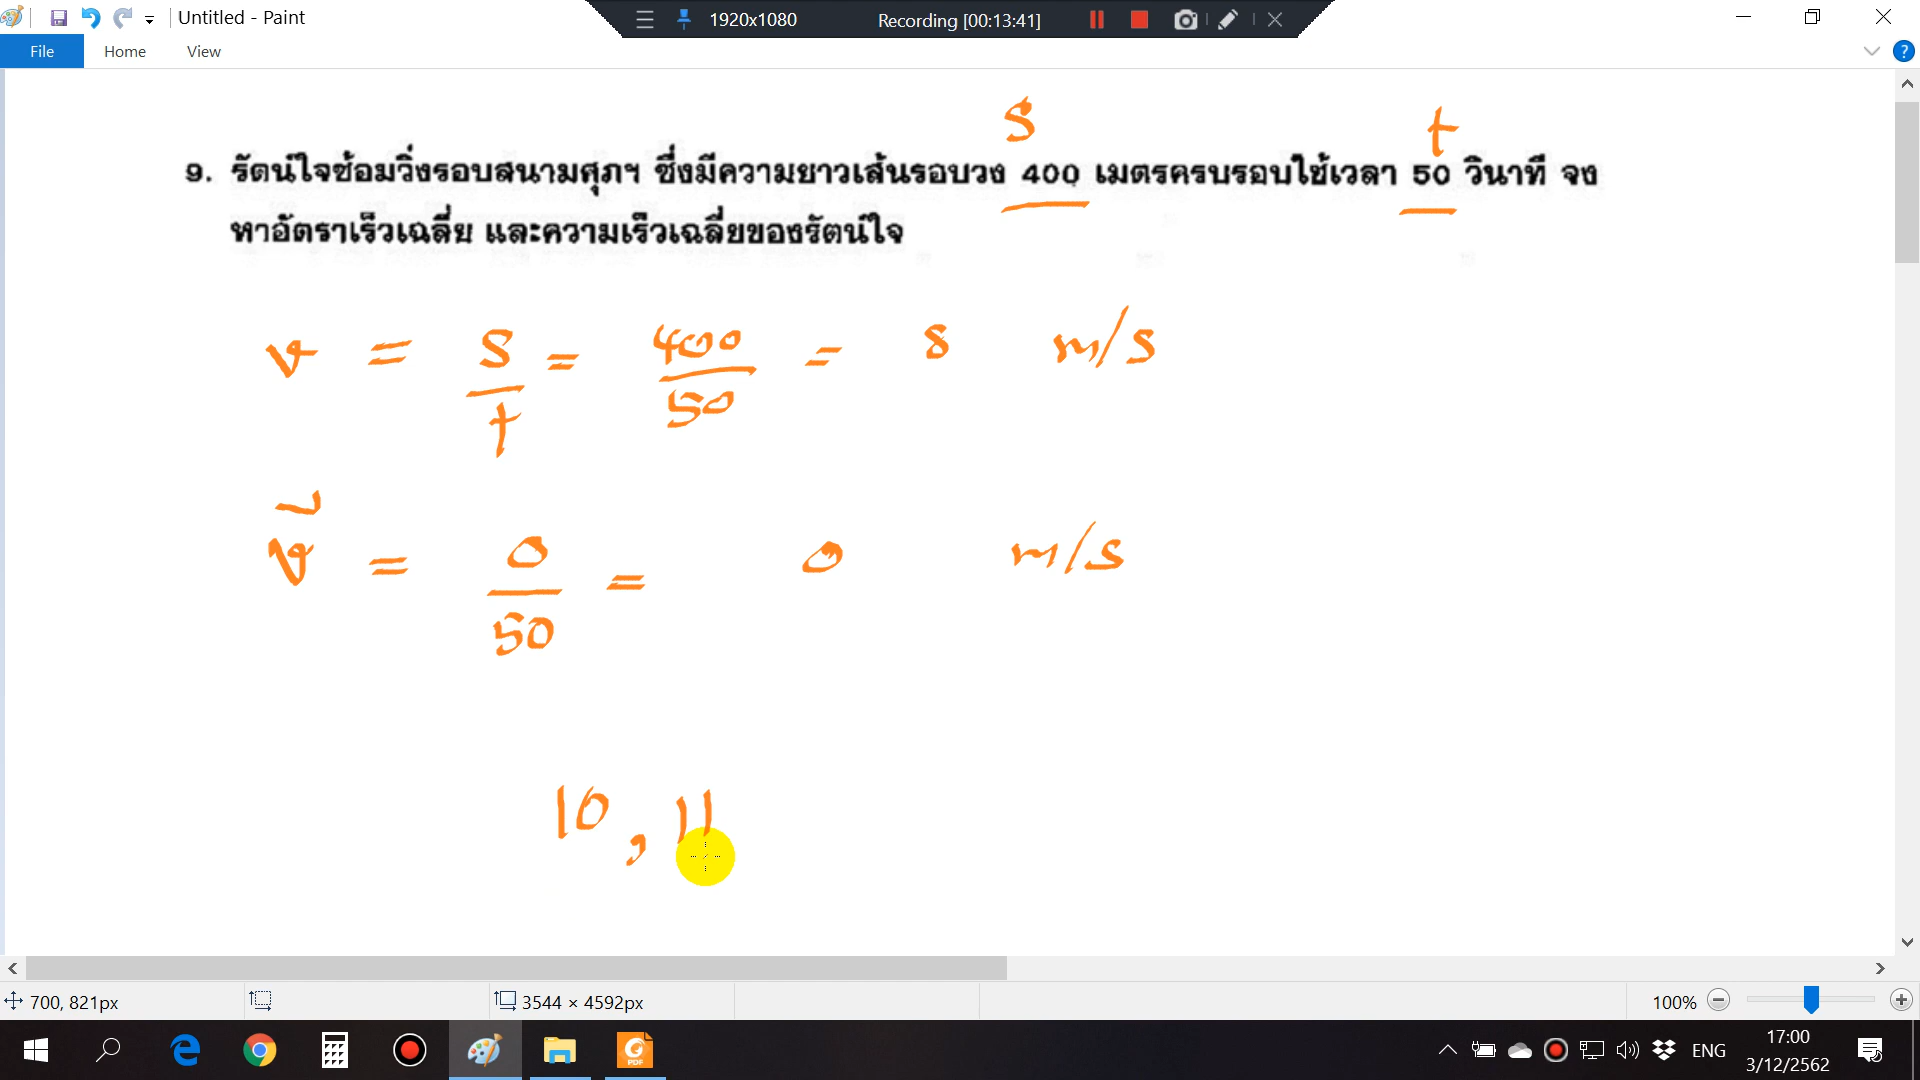 Untitled - Paint
1920x1080
Recording [00:13:41]
File
Home
View
?
S
t
9. รัตน์ใจซ้อมวิ่งรอบสนามศุภฯ ซึ่งมีความยาวเส้นรอบวง 400 เมตรครบรอบใช้เวลา 50 วินาที จง
หาอัตราเร็วเฉลี่ย และความเร็วเฉลี่ยของรัตน์ใจ
v = S/t = 400/50 = 8 m/s
ṽ = 0/50 = 0 m/s
10, 11
700, 821px
3544 × 4592px
100%
PDF
ENG
17:00
3/12/2562